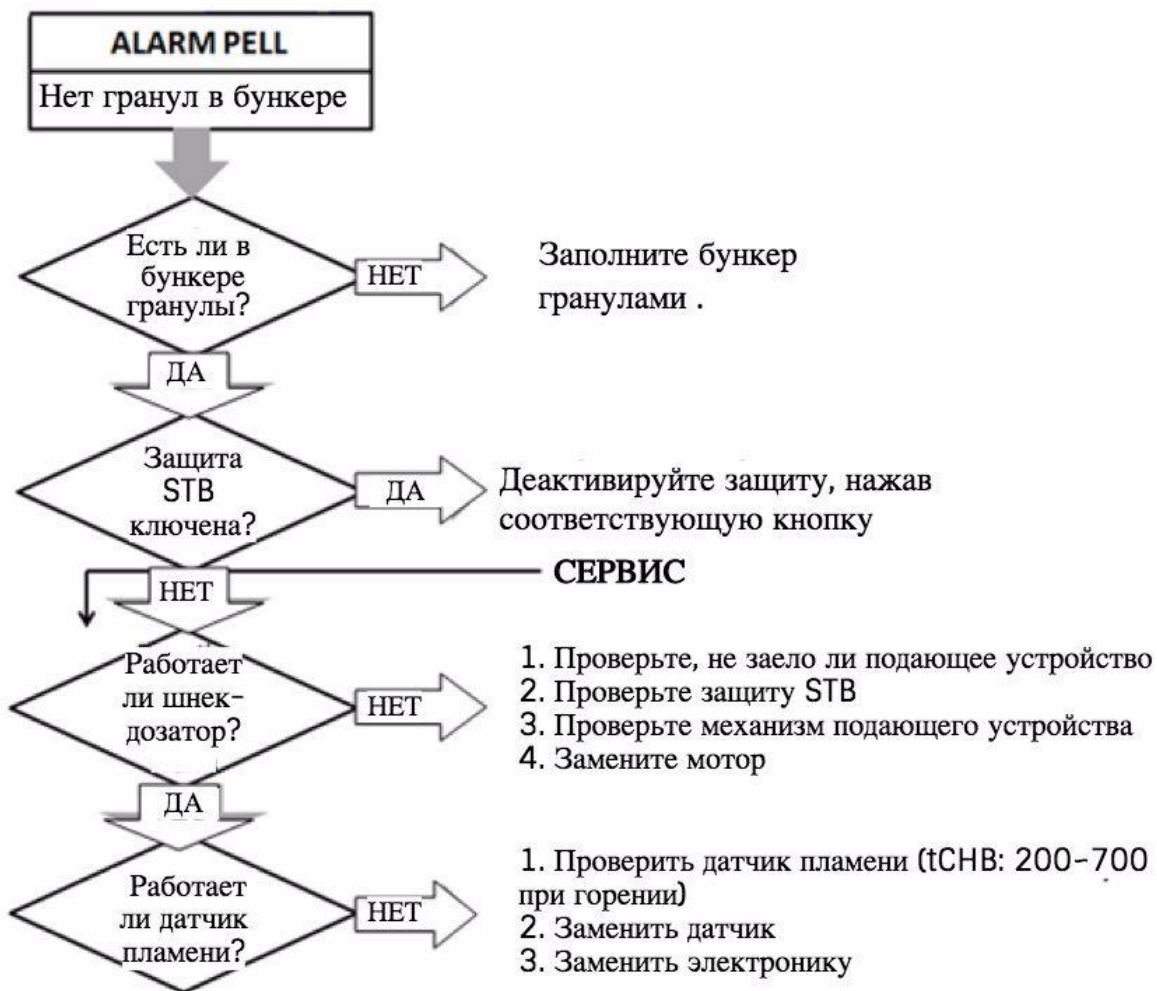 ALARM PELL
Нет гранул в бункере
Есть ли в
бункере
гранулы?
НЕТ
Заполните бункер
гранулами .
ДА
Защита
STB
ключена?
ДА
Деактивируйте защиту, нажав
соответствующую кнопку
СЕРВИС
НЕТ
Работает
ли шнек-
дозатор?
НЕТ
1. Проверьте, не заело ли подающее устройство
2. Проверьте защиту STB
3. Проверьте механизм подающего устройства
4. Замените мотор
ДА
Работает
ли датчик
пламени?
НЕТ
1. Проверить датчик пламени (tCHB: 200-700
при горении)
2. Заменить датчик
3. Заменить электронику